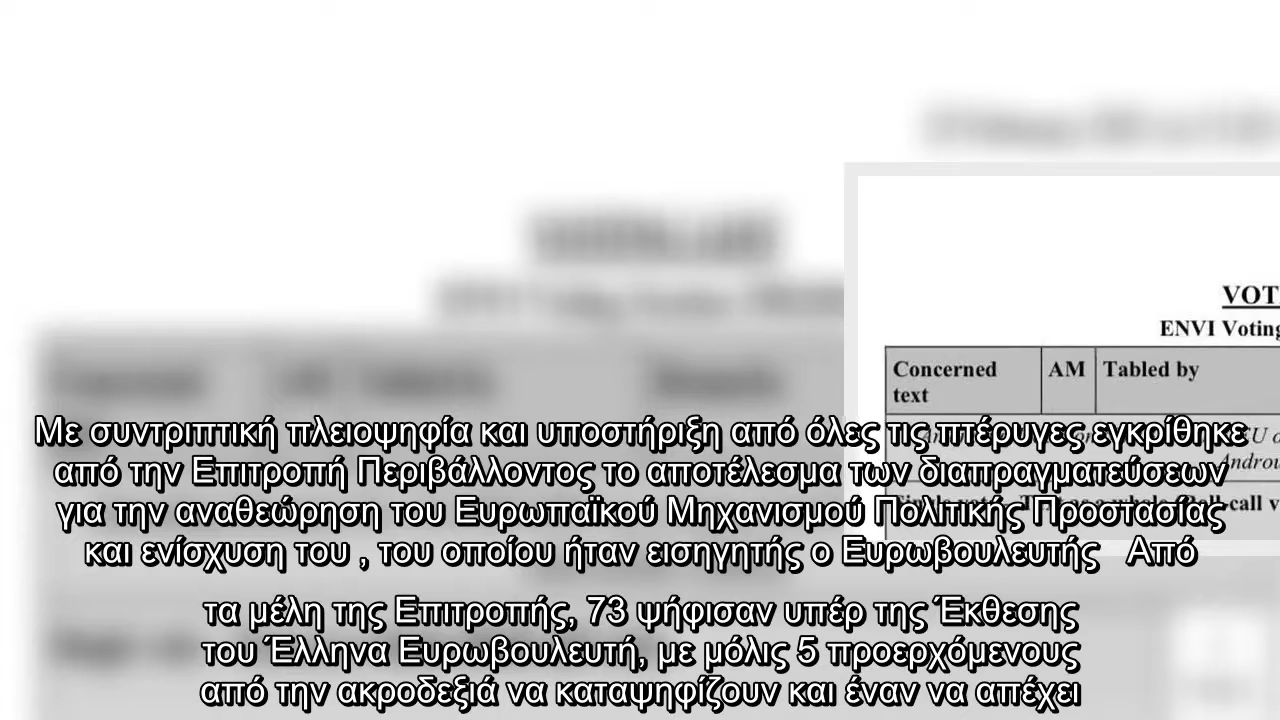 VOT
ENVI Voting
Concerned text
AM
Tabled by
Με συντριπτική πλειοψηφία και υποστήριξη από όλες τις πτέρυγες εγκρίθηκε
από την Επιτροπή Περιβάλλοντος το αποτέλεσμα των διαπραγματεύσεων
για την αναθεώρηση του Ευρωπαϊκού Μηχανισμού Πολιτικής Προστασίας
και ενίσχυση του , του οποίου ήταν εισηγητής ο Ευρωβουλευτής Από
τα μέλη της Επιτροπής, 73 ψήφισαν υπέρ της Έκθεσης
του Έλληνα Ευρωβουλευτή, με μόλις 5 προερχόμενους
από την ακροδεξιά να καταψηφίζουν και έναν να απέχει